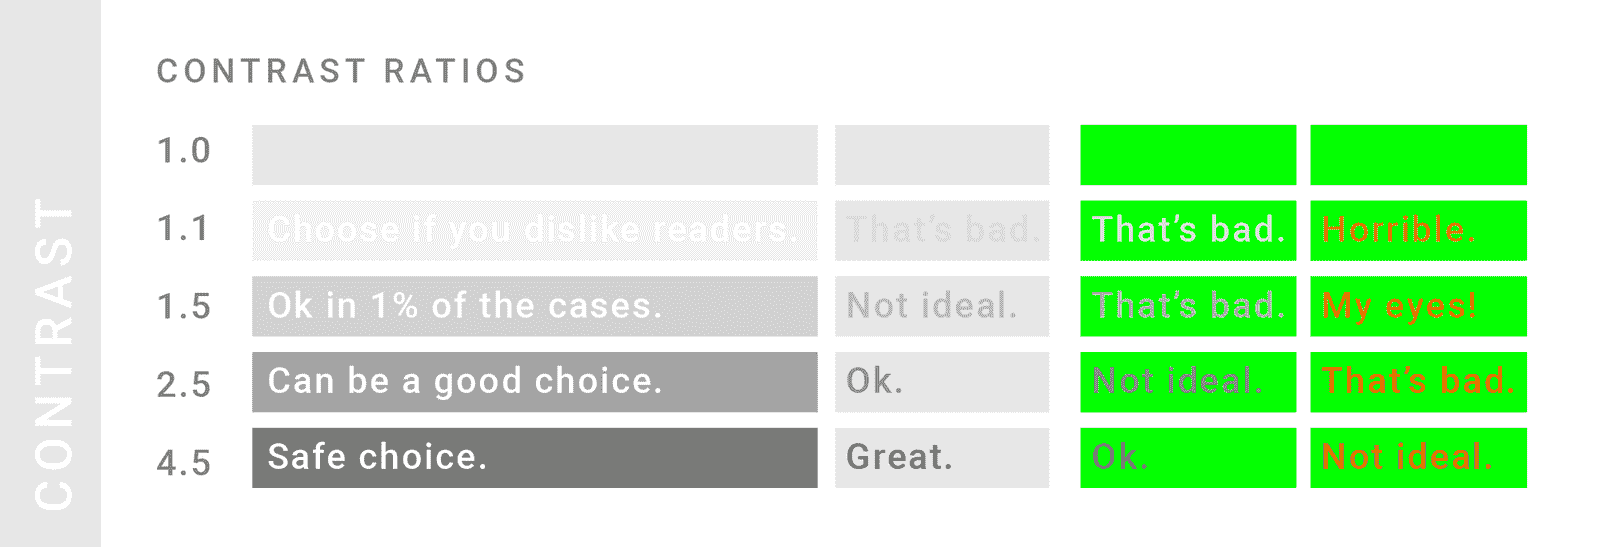 CONTRAST
CONTRAST RATIOS
1.0
1.1 Choose if you dislike readers. That's bad. That's bad. Horrible.
1.5 Ok in 1% of the cases. Not ideal. That's bad. My eyes!
2.5 Can be a good choice. Ok. Not ideal. That's bad.
4.5 Safe choice. Great. Ok. Not ideal.